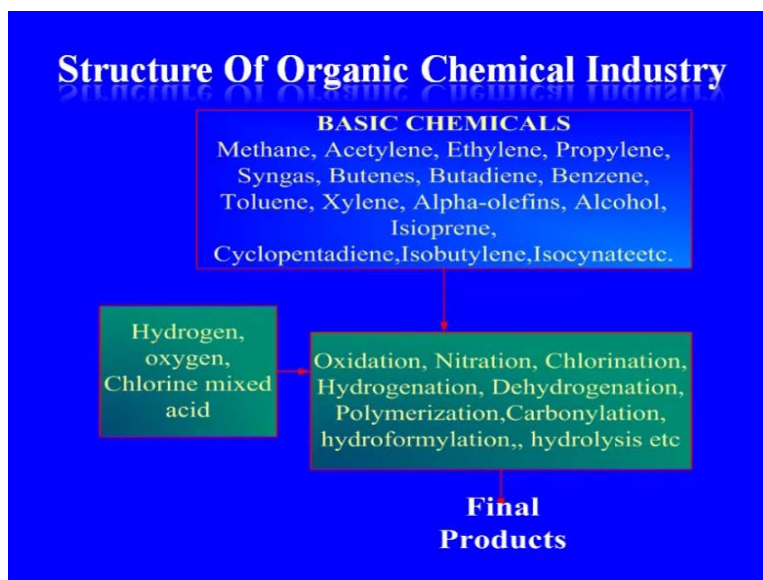 Structure Of Organic Chemical Industry
BASIC CHEMICALS
Methane, Acetylene, Ethylene, Propylene,
Syngas, Butenes, Butadiene, Benzene,
Toluene, Xylene, Alpha-olefins, Alcohol,
Isioprene,
Cyclopentadiene,Isobutylene,Isocynateetc.
Hydrogen,
oxygen,
Chlorine mixed
acid
Oxidation, Nitration, Chlorination,
Hydrogenation, Dehydrogenation,
Polymerization,Carbonylation,
hydroformylation,, hydrolysis etc
Final
Products